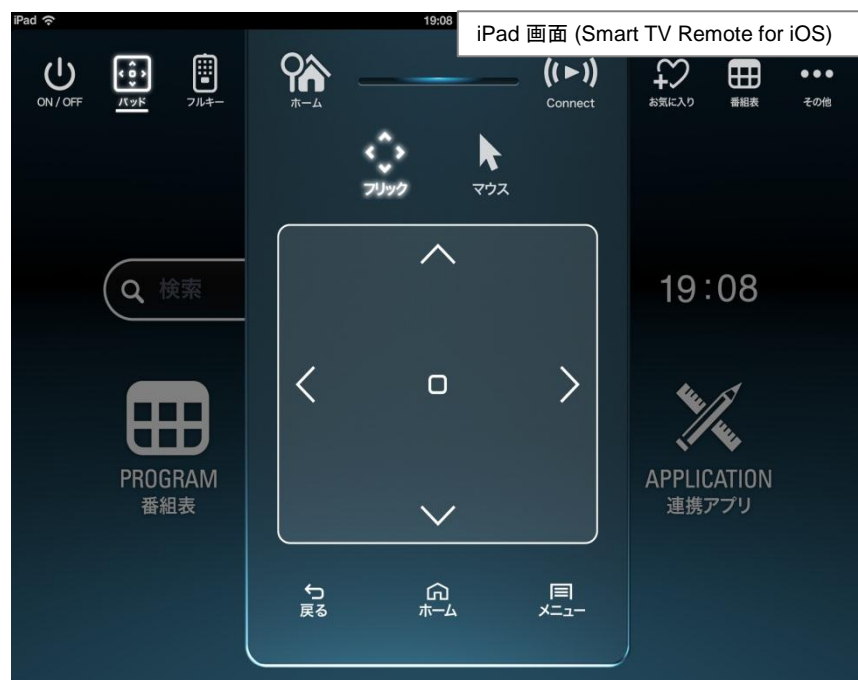 iPad
19:08
iPad 画面 (Smart TV Remote for iOS)
ON / OFF
パッド
フルキー
ホーム
Connect
お気に入り
番組表
その他
フリック
マウス
検索
19:08
PROGRAM
番組表
APPLICATION
連携アプリ
戻る
ホーム
メニュー